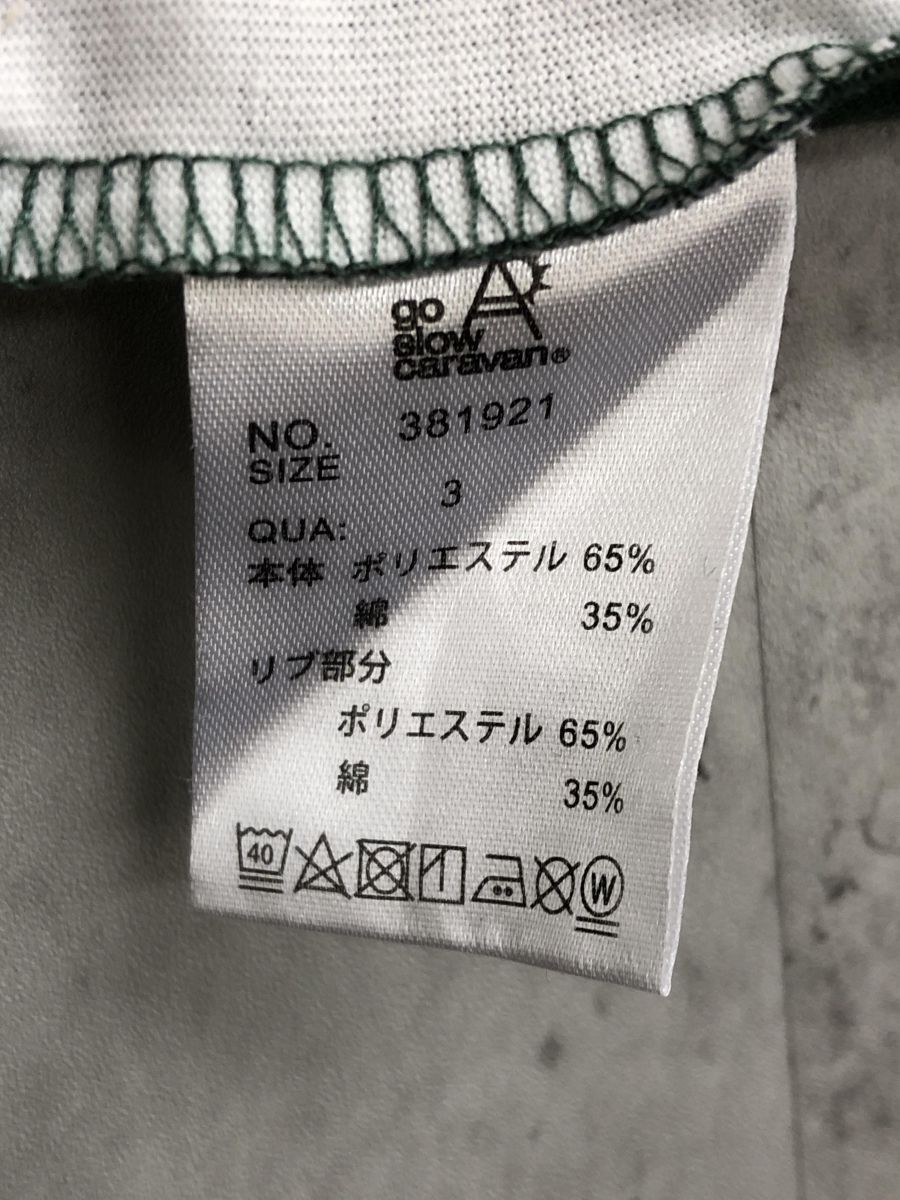 go
slow
caravan®
NO. 381921
SIZE 3
QUA:
本体 ポリエステル 65%
綿 35%
リブ部分
ポリエステル 65%
綿 35%
40 W